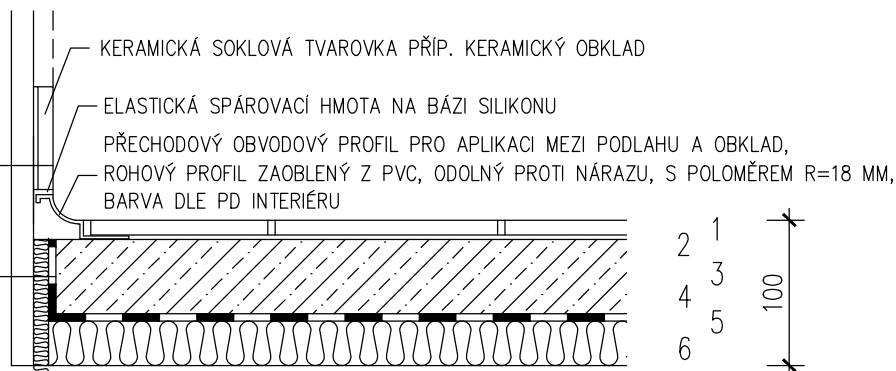 KERAMICKÁ SOKLOVÁ TVAROVKA PŘÍP. KERAMICKÝ OBKLAD
ELASTICKÁ SPÁROVACÍ HMOTA NA BÁZI SILIKONU
PŘECHODOVÝ OBVODOVÝ PROFIL PRO APLIKACI MEZI PODLAHU A OBKLAD,
ROHOVÝ PROFIL ZAOBLENÝ Z PVC, ODOLNÝ PROTI NÁRAZU, S POLOMĚREM R=18 MM,
BARVA DLE PD INTERIÉRU
1
2
3
4
5
6
100